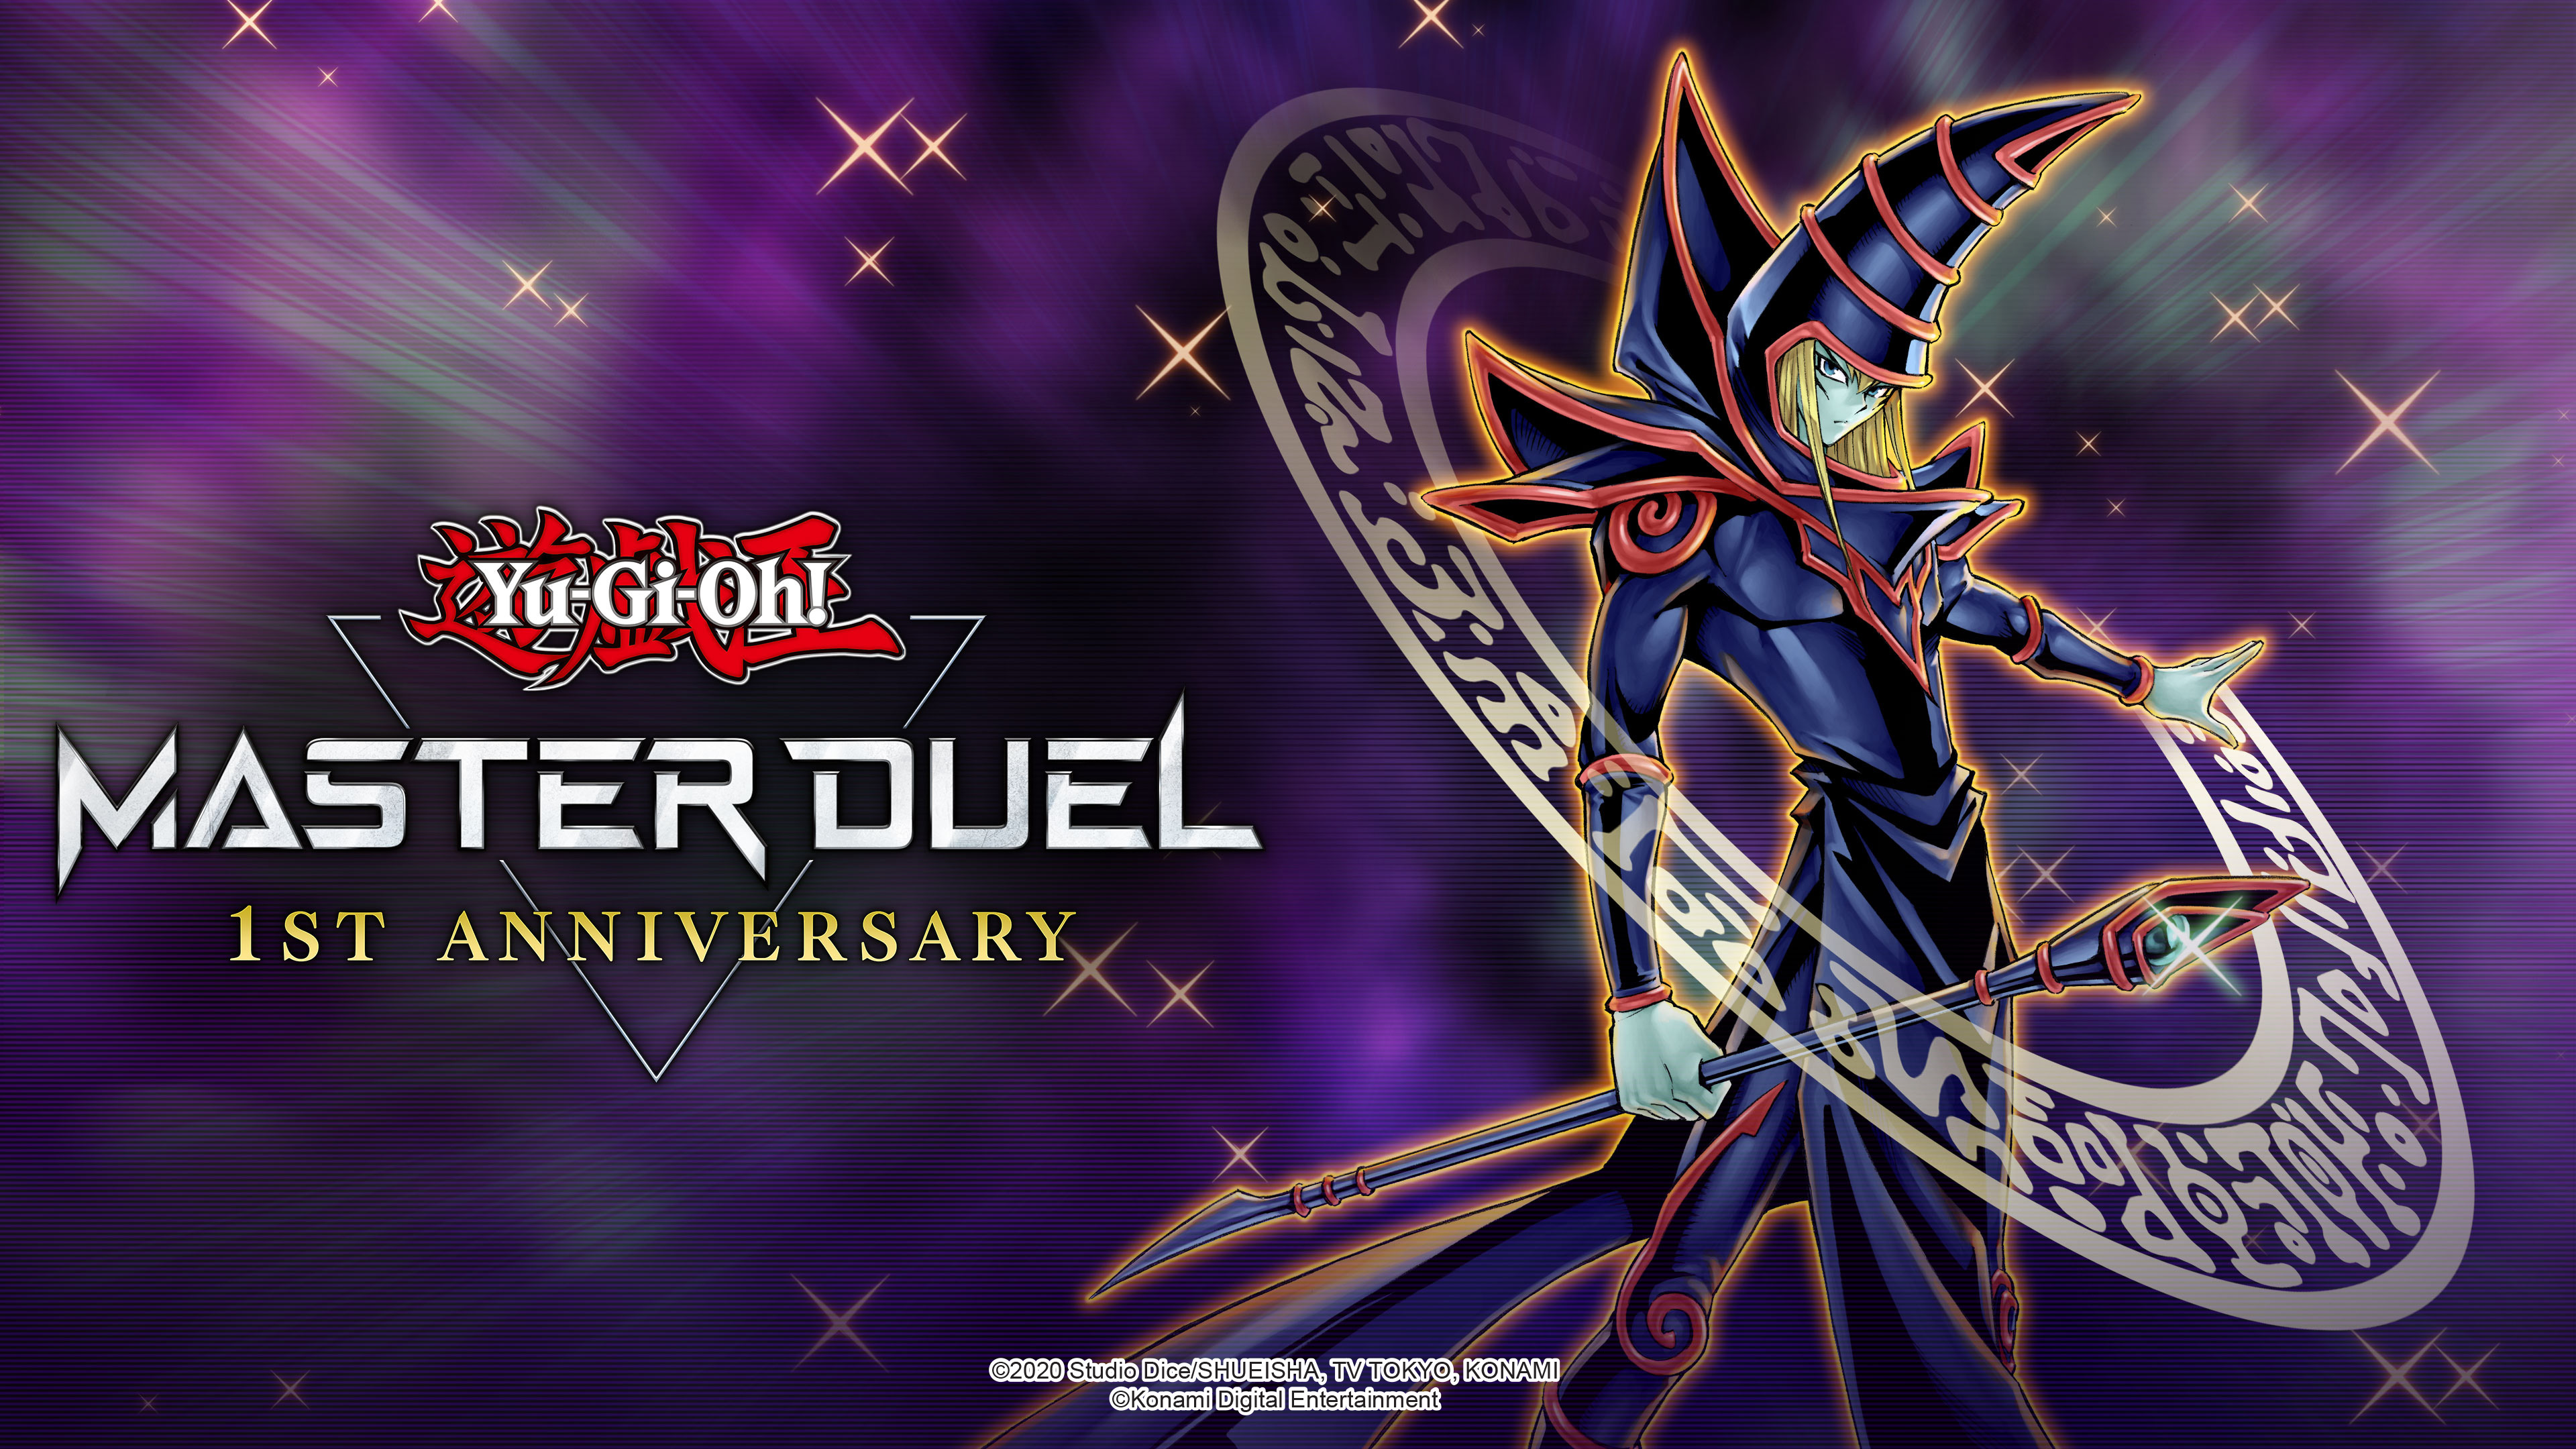 遊戯王
Yu-Gi-Oh!
MASTER DUEL
1ST ANNIVERSARY
©2020 Studio Dice/SHUEISHA, TV TOKYO, KONAMI
©Konami Digital Entertainment